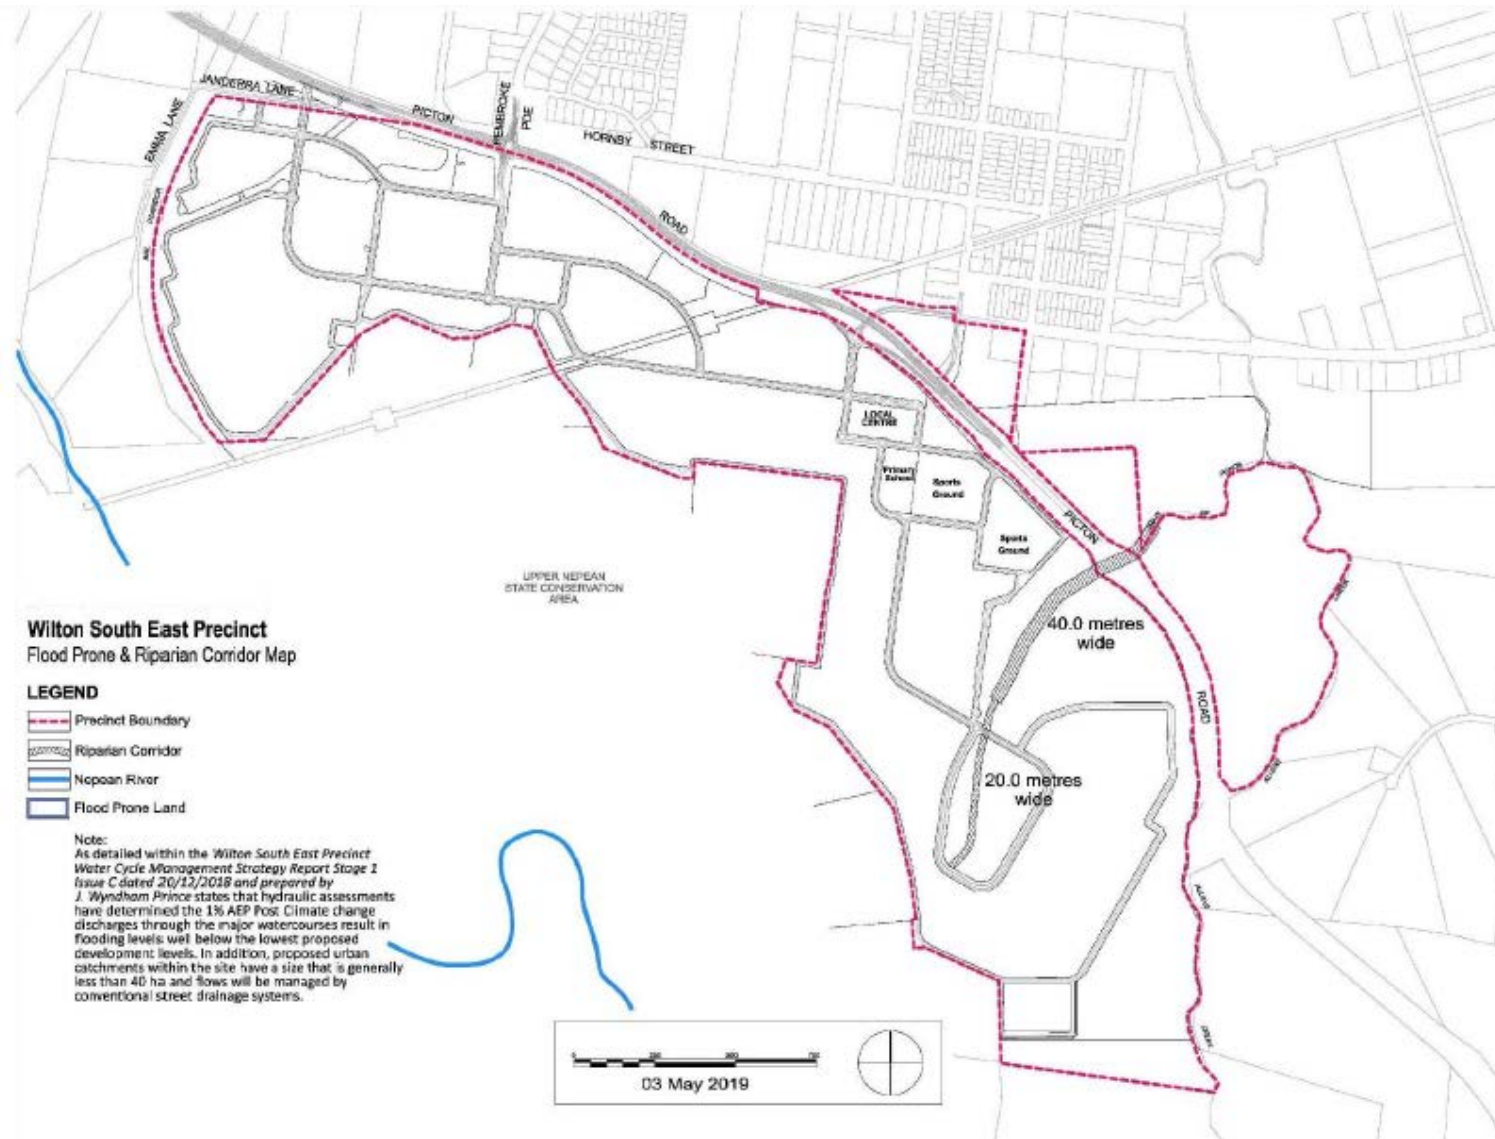 JANDERRA LANE
EMMA LANE
PICTON
PEMBROKE
PDE
HORNBY STREET
ROAD
LOCAL
CENTRE
Primary
School
Sports
Ground
Sports
Ground
PICTON
UPPER NEPEAN
STATE CONSERVATION
AREA
40.0 metres
wide
ROAD
20.0 metres
wide
ALLENS
CREEK
Wilton South East Precinct
Flood Prone & Riparian Corridor Map
LEGEND
Precinct Boundary
Riparian Corridor
Nepean River
Flood Prone Land
Note:
As detailed within the Wilton South East Precinct
Water Cycle Management Strategy Report Stage 1
Issue C dated 20/12/2018 and prepared by
J. Wyndham Prince states that hydraulic assessments
have determined the 1% AEP Post Climate change
discharges through the major watercourses result in
flooding levels well below the lowest proposed
development levels. In addition, proposed urban
catchments within the site have a size that is generally
less than 40 ha and flows will be managed by
conventional street drainage systems.
03 May 2019